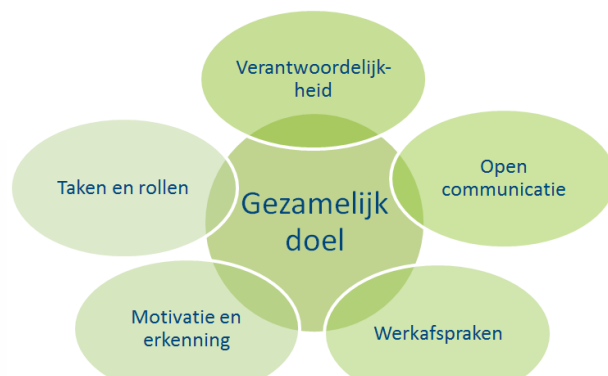 Verantwoordelijk-
heid
Open
communicatie
Taken en rollen
Gezamelijk
doel
Motivatie en
erkenning
Werkafspraken